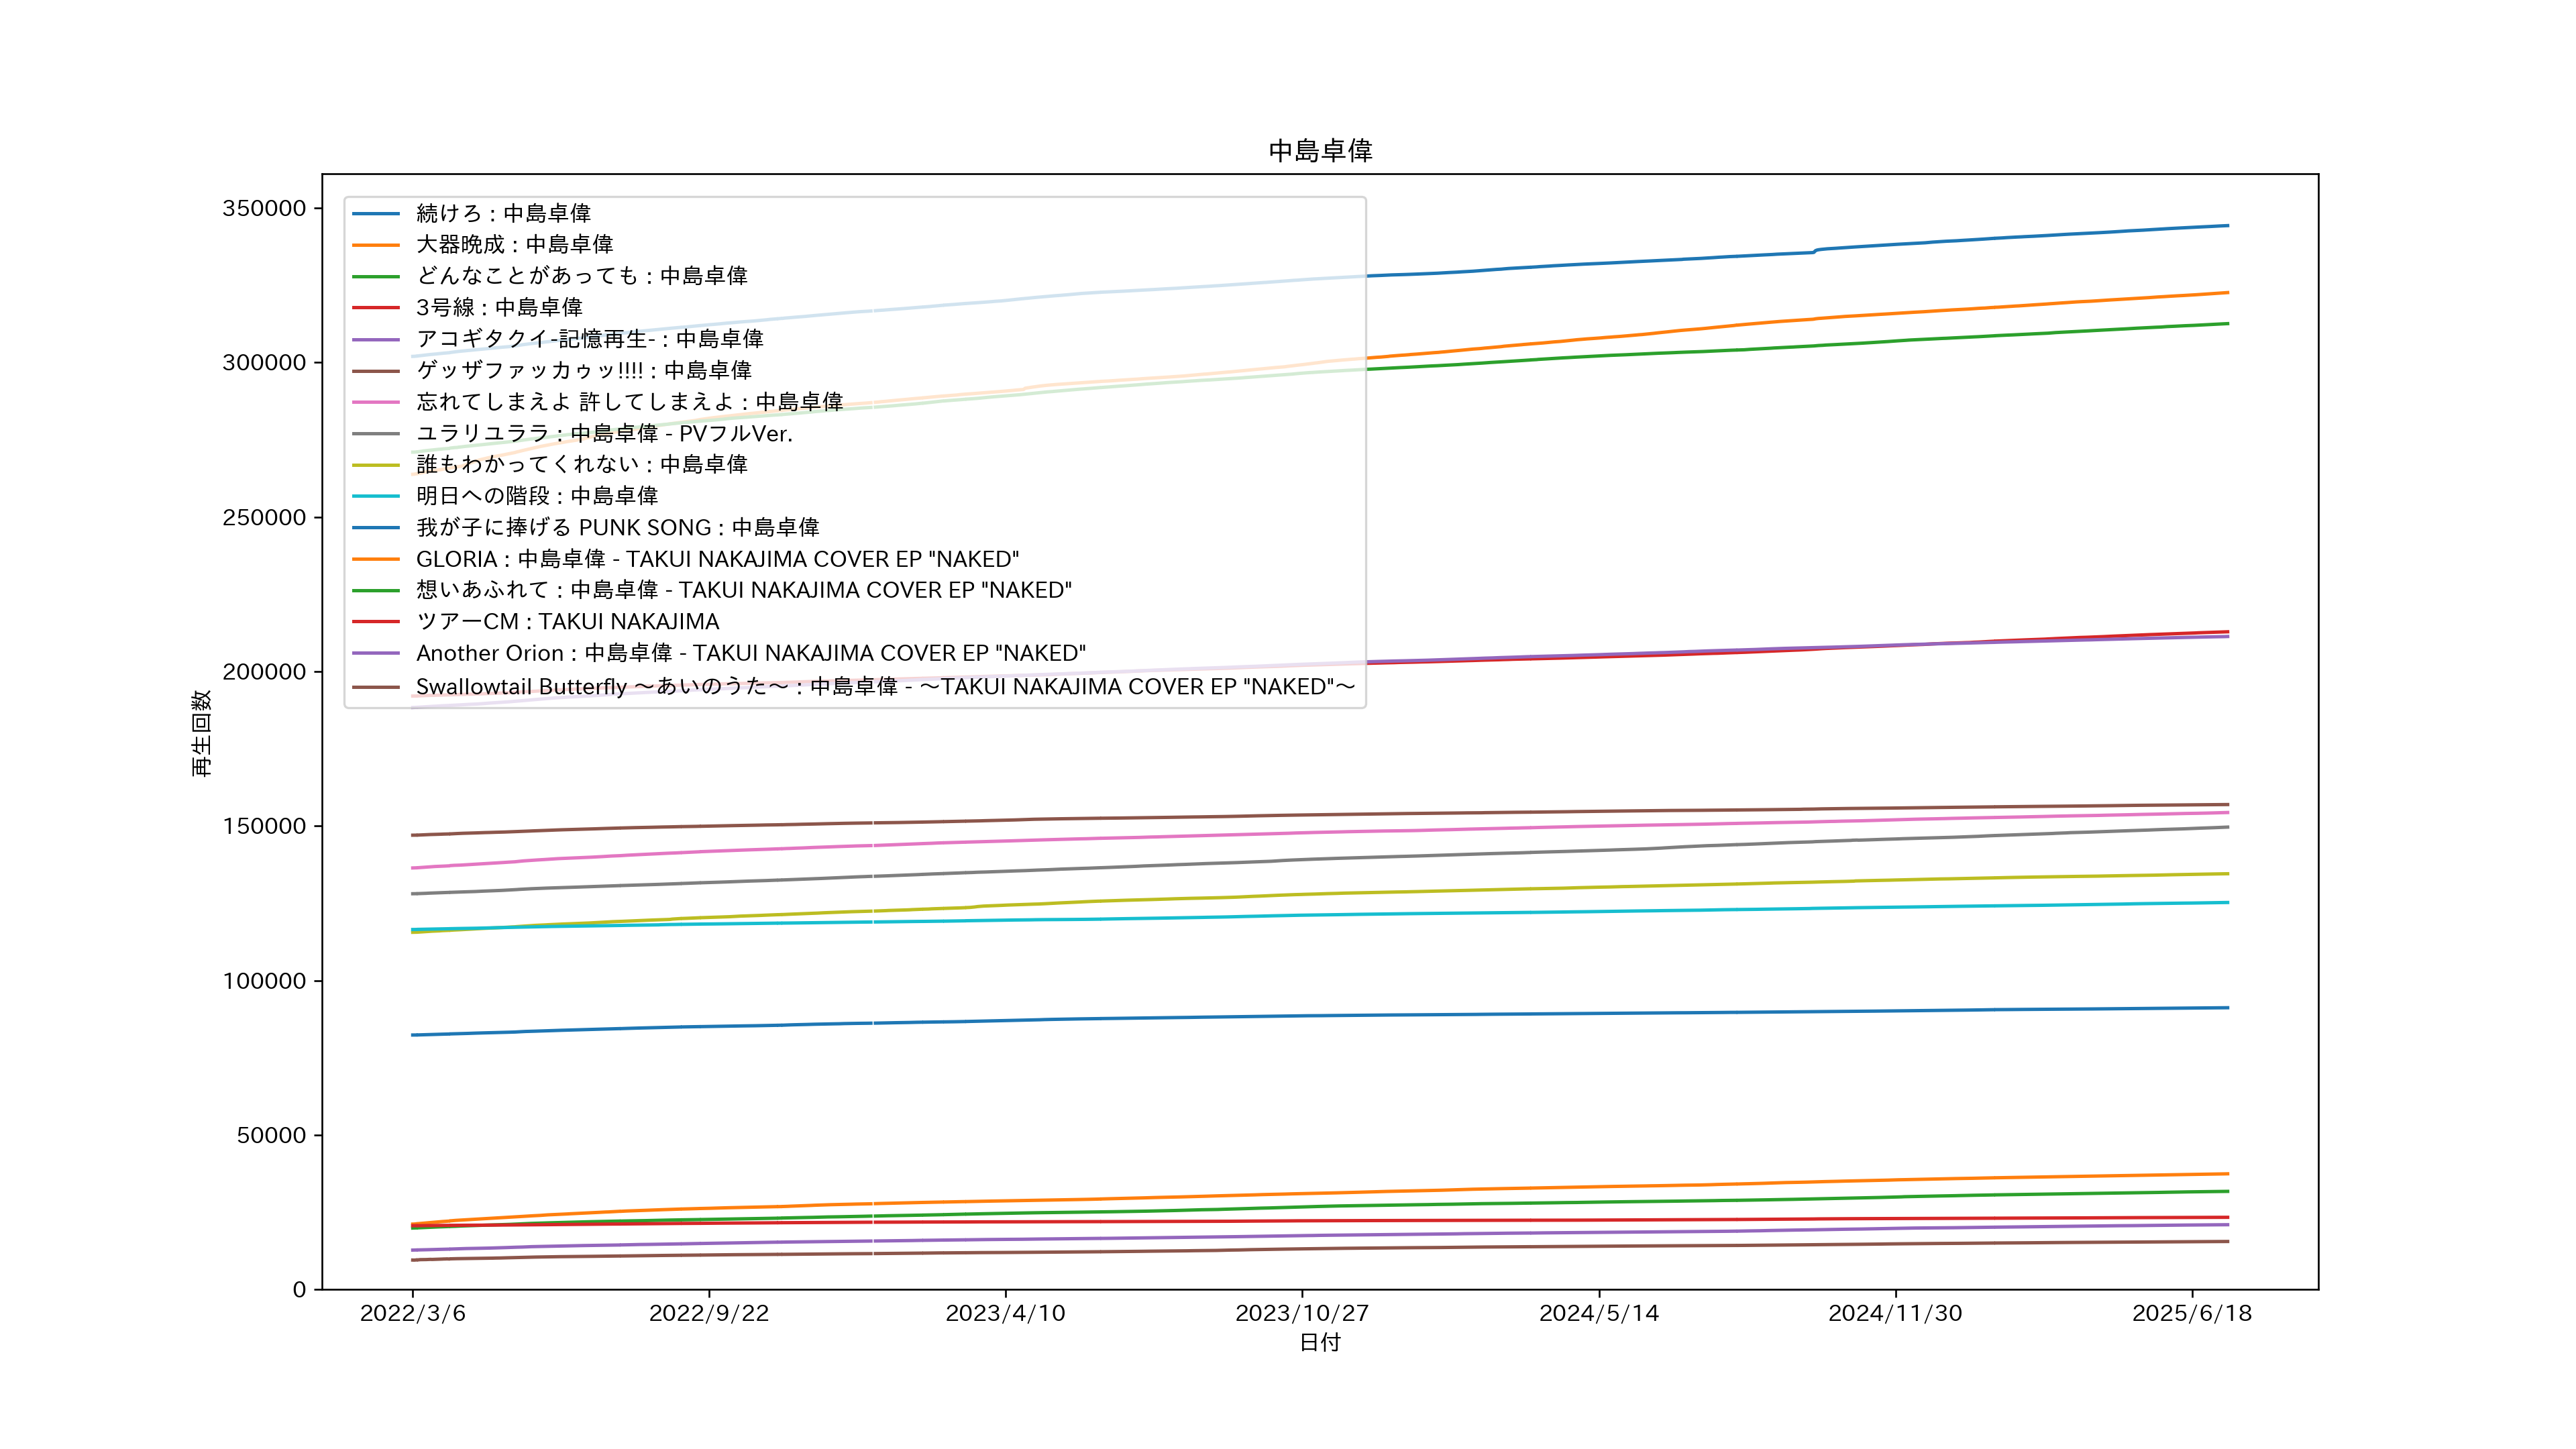 中島卓偉
350000
300000
250000
200000
150000
100000
50000
0
再生回数
続けろ : 中島卓偉
大器晩成 : 中島卓偉
どんなことがあっても : 中島卓偉
3号線 : 中島卓偉
アコギタクイ-記憶再生- : 中島卓偉
ゲッザファッカゥッ!!!! : 中島卓偉
忘れてしまえよ 許してしまえよ : 中島卓偉
ユラリユララ : 中島卓偉 - PVフルVer.
誰もわかってくれない : 中島卓偉
明日への階段 : 中島卓偉
我が子に捧げる PUNK SONG : 中島卓偉
GLORIA : 中島卓偉 - TAKUI NAKAJIMA COVER EP "NAKED"
想いあふれて : 中島卓偉 - TAKUI NAKAJIMA COVER EP "NAKED"
ツアーCM : TAKUI NAKAJIMA
Another Orion : 中島卓偉 - TAKUI NAKAJIMA COVER EP "NAKED"
Swallowtail Butterfly 〜あいのうた〜 : 中島卓偉 - 〜TAKUI NAKAJIMA COVER EP "NAKED"〜
2022/3/6 2022/9/22 2023/4/10 2023/10/27 2024/5/14 2024/11/30 2025/6/18
日付